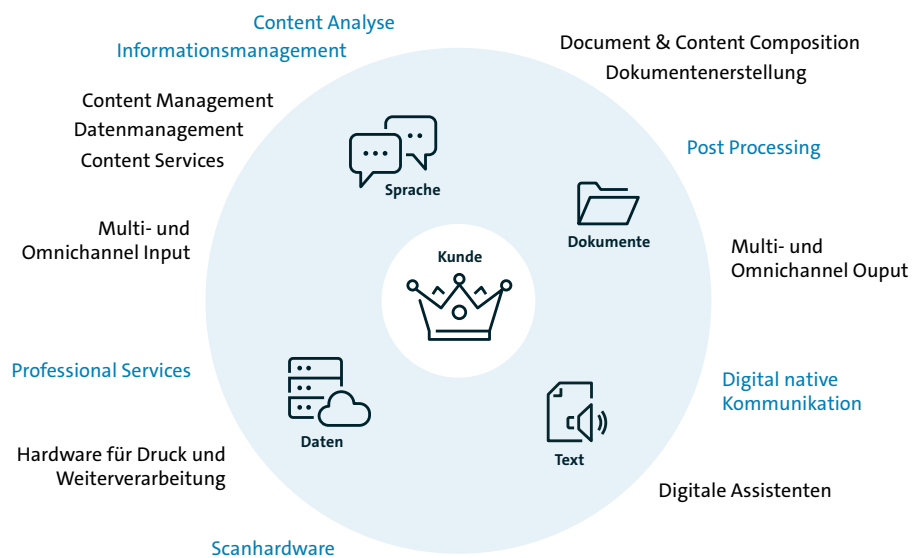 Content Analyse
Informationsmanagement
Document & Content Composition
Dokumentenerstellung
Content Management
Datenmanagement
Content Services
Post Processing
Sprache
Dokumente
Multi- und
Omnichannel Input
Kunde
Multi- und
Omnichannel Ouput
Professional Services
Digital native
Kommunikation
Daten
Text
Hardware für Druck und
Weiterverarbeitung
Digitale Assistenten
Scanhardware